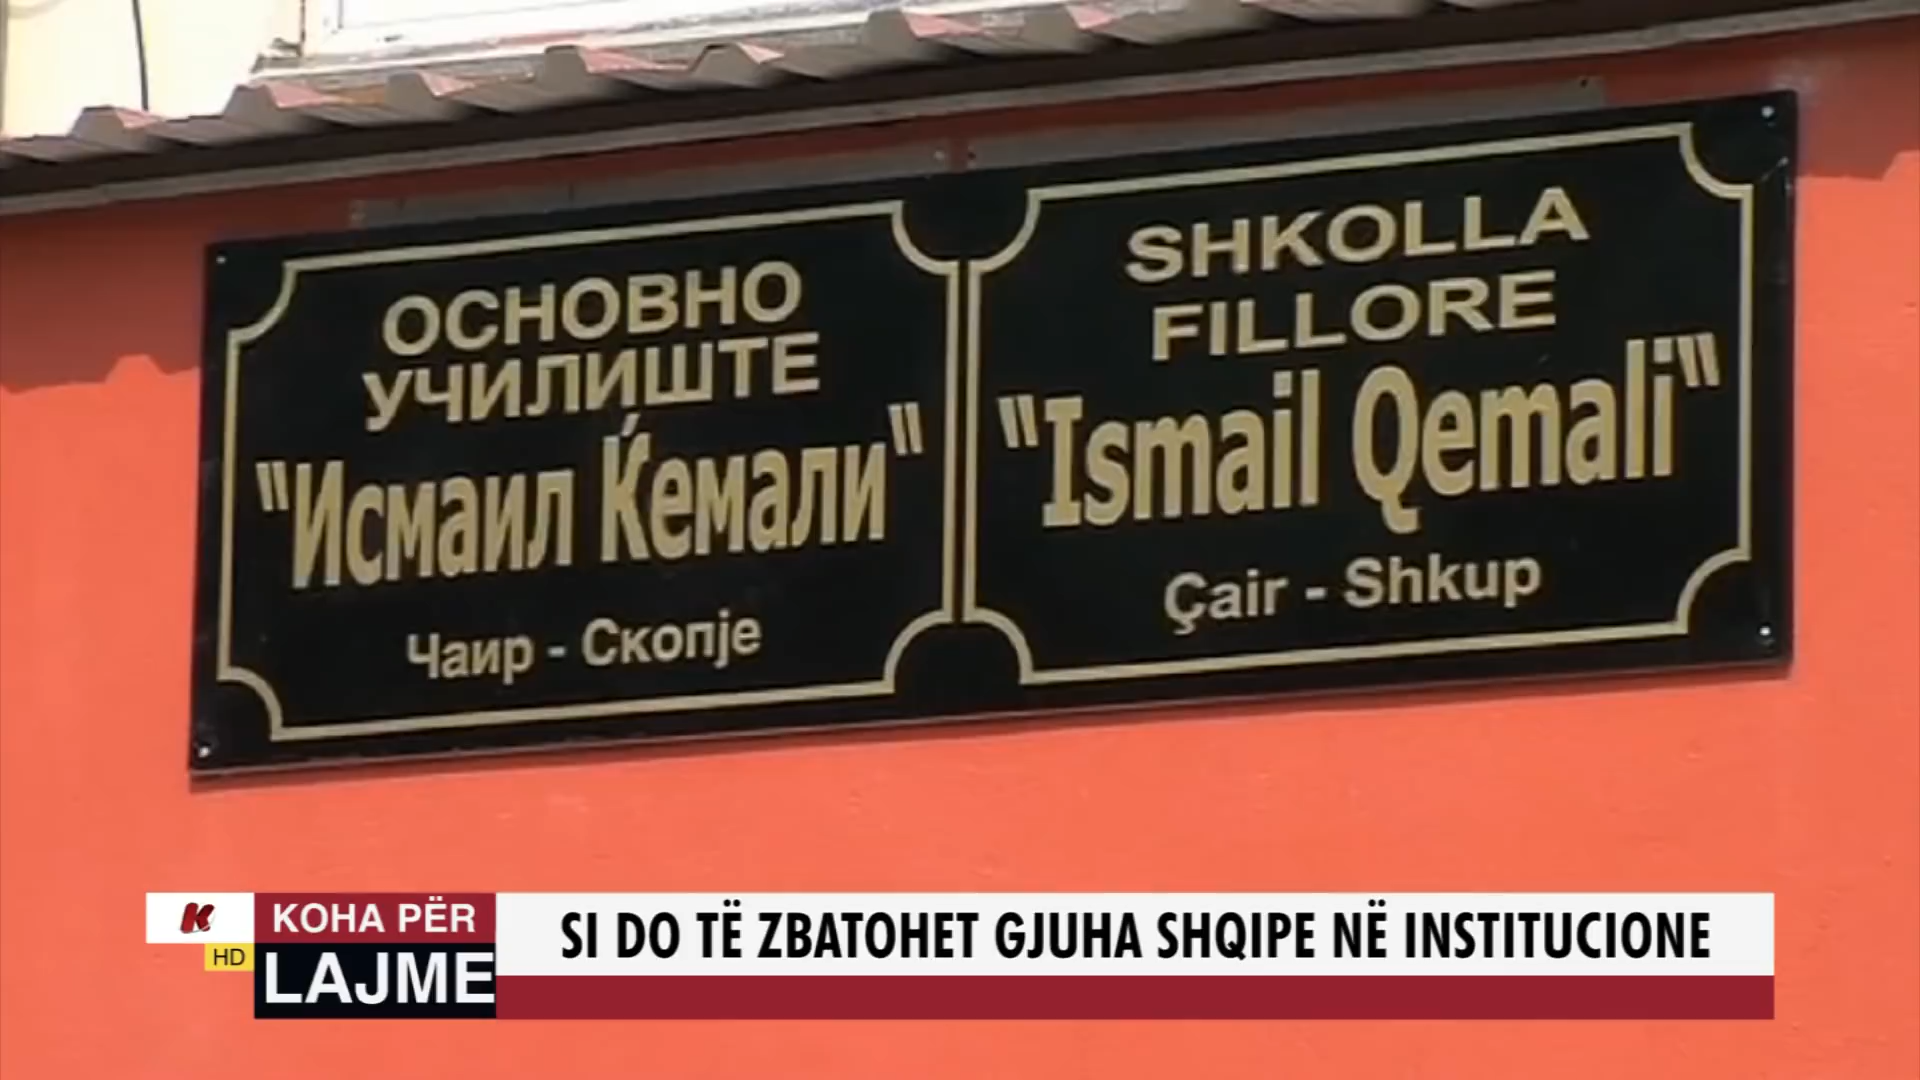 ОСНОВНО
УЧИЛИШТЕ
"Исмаил Ќемали"
Чаир - Скопје
SHKOLLA
FILLORE
"Ismail Qemali"
Çair - Shkup
K
HD
KOHA PËR
LAJME
SI DO TË ZBATOHET GJUHA SHQIPE NË INSTITUCIONE